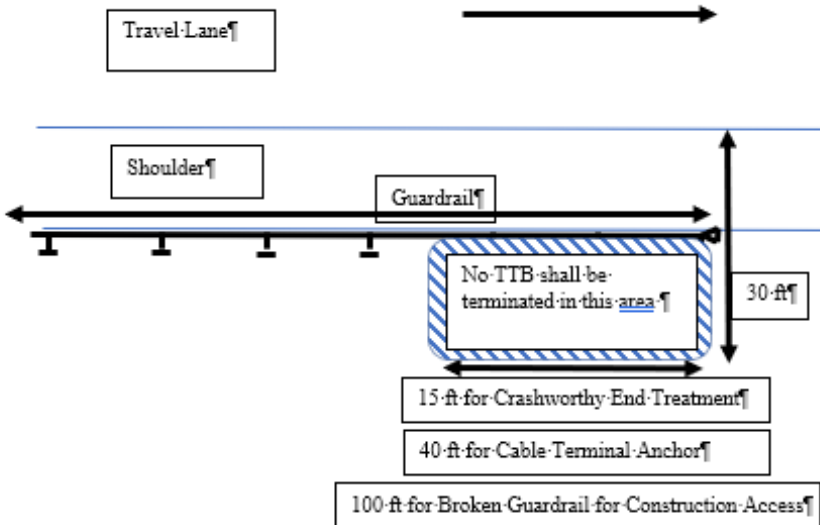 Travel·Lane¶
Shoulder¶
Guardrail¶
No·TTB·shall·be·
terminated·in·this·area·¶
30·ft¶
15·ft·for·Crashworthy·End·Treatment¶
40·ft·for·Cable·Terminal·Anchor¶
100·ft·for·Broken·Guardrail·for·Construction·Access¶